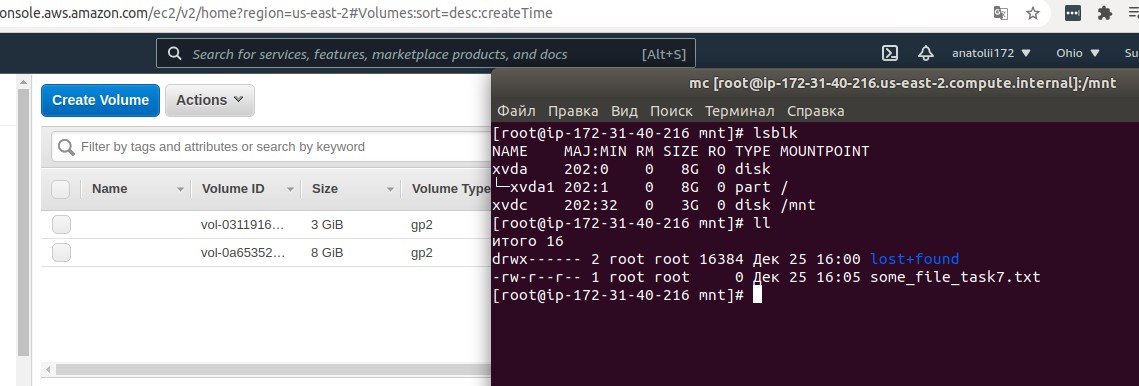 onsole.aws.amazon.com/ec2/v2/home?region=us-east-2#Volumes:sort=desc:createTime
Search for services, features, marketplace products, and docs [Alt+S]
anatolii172 Ohio Su
Create Volume Actions
Filter by tags and attributes or search by keyword
Name Volume ID Size Volume Type
vol-0311916... 3 GiB gp2
vol-0a65352... 8 GiB gp2
mc [root@ip-172-31-40-216.us-east-2.compute.internal]:/mnt
Файл Правка Вид Поиск Терминал Справка
[root@ip-172-31-40-216 mnt]# lsblk
NAME MAJ:MIN RM SIZE RO TYPE MOUNTPOINT
xvda 202:0 0 8G 0 disk
└─xvda1 202:1 0 8G 0 part /
xvdc 202:32 0 3G 0 disk /mnt
[root@ip-172-31-40-216 mnt]# ll
итого 16
drwx------ 2 root root 16384 Дек 25 16:00 lost+found
-rw-r--r-- 1 root root 0 Дек 25 16:05 some_file_task7.txt
[root@ip-172-31-40-216 mnt]#